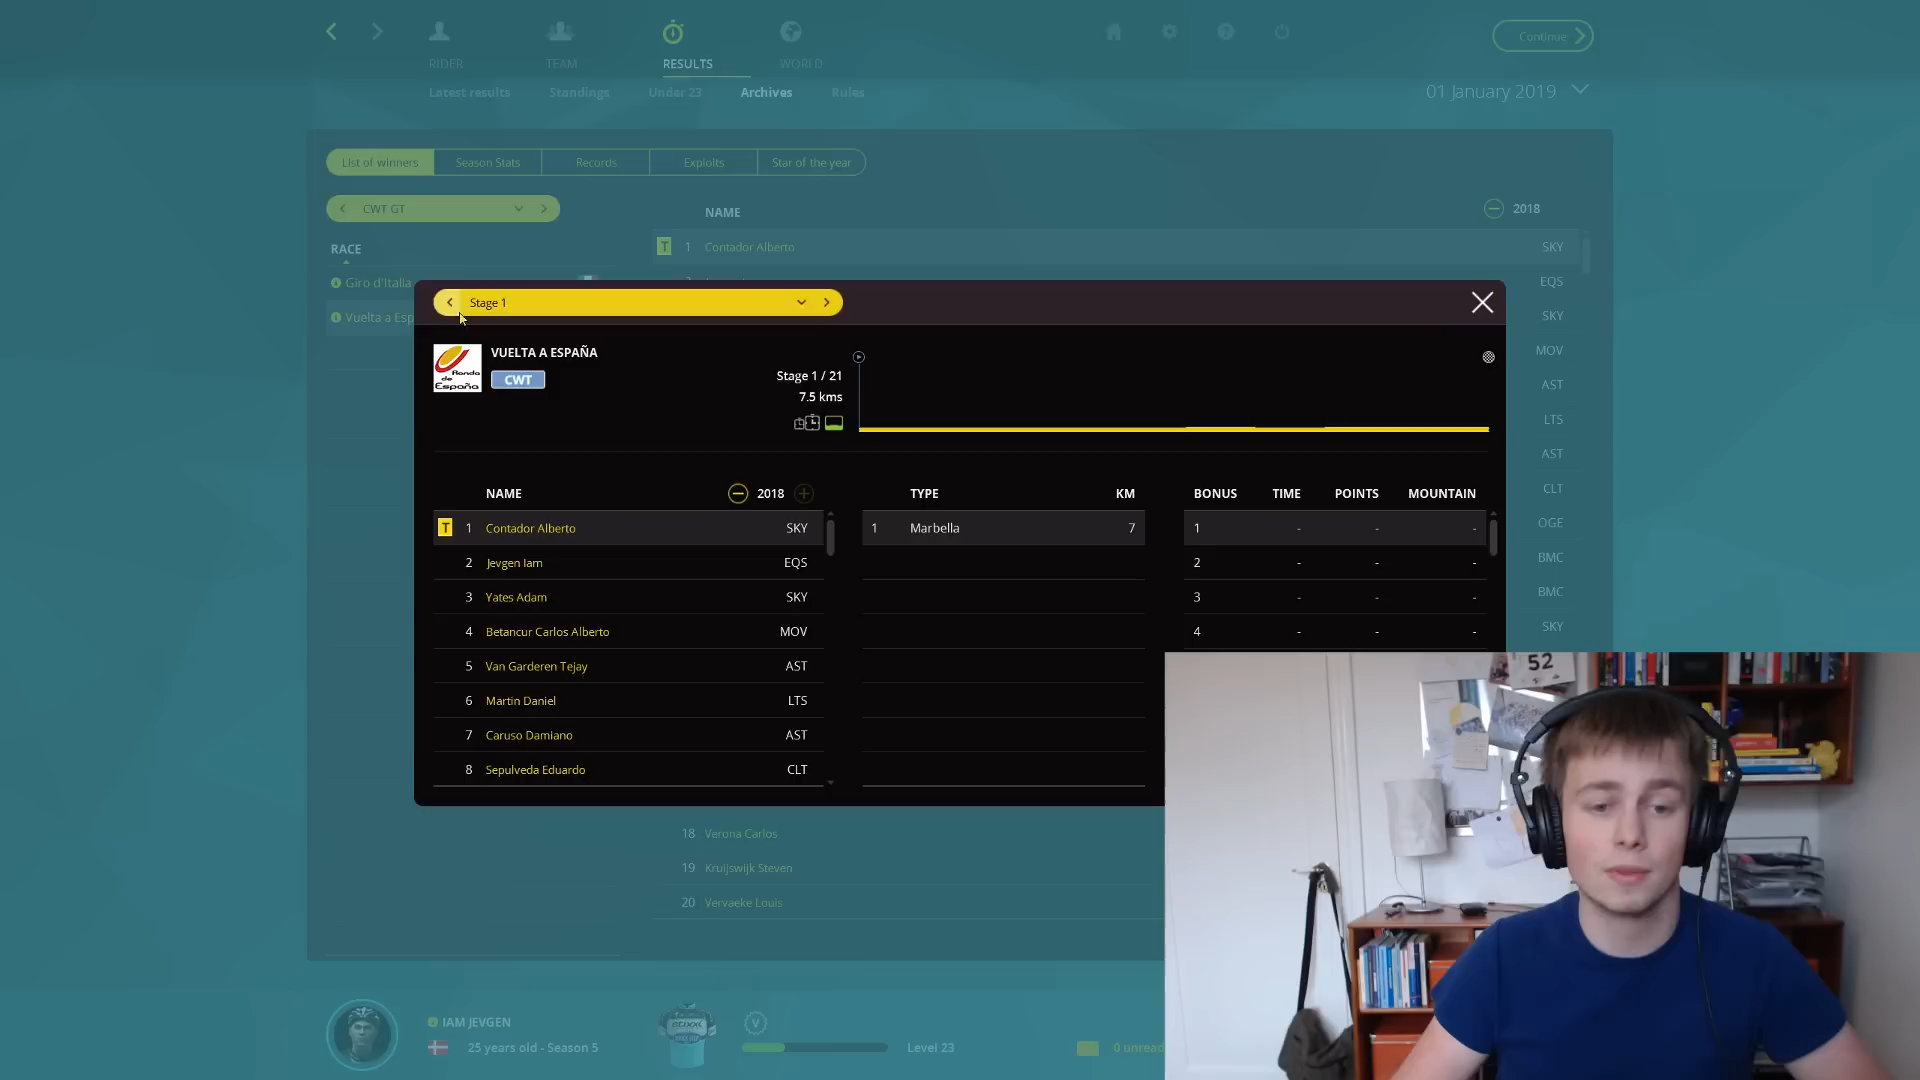 RIDER TEAM RESULTS WORLD
Continue
Latest results Standings Under 23 Archives Rules
01 January 2019
List of winners Season Stats Records Exploits Star of the year
CWT GT
NAME 2018
RACE
T 1 Contador Alberto SKY
Giro d'Italia EQS
Vuelta a Esp SKY
MOV
AST
LTS
AST
CLT
OGE
BMC
BMC
SKY
Stage 1
VUELTA A ESPAÑA
Ronda de España
CWT
Stage 1 / 21
7.5 kms
NAME 2018 TYPE KM BONUS TIME POINTS MOUNTAIN
T 1 Contador Alberto SKY 1 Marbella 7 1 - - -
2 Jevgen Iam EQS 2 - - -
3 Yates Adam SKY 3 - - -
4 Betancur Carlos Alberto MOV 4 - - -
5 Van Garderen Tejay AST
6 Martin Daniel LTS
7 Caruso Damiano AST
8 Sepulveda Eduardo CLT
18 Verona Carlos
19 Kruijswijk Steven
20 Vervaeke Louis
52
IAM JEVGEN
25 years old - Season 5
V
Level 23
0 unread